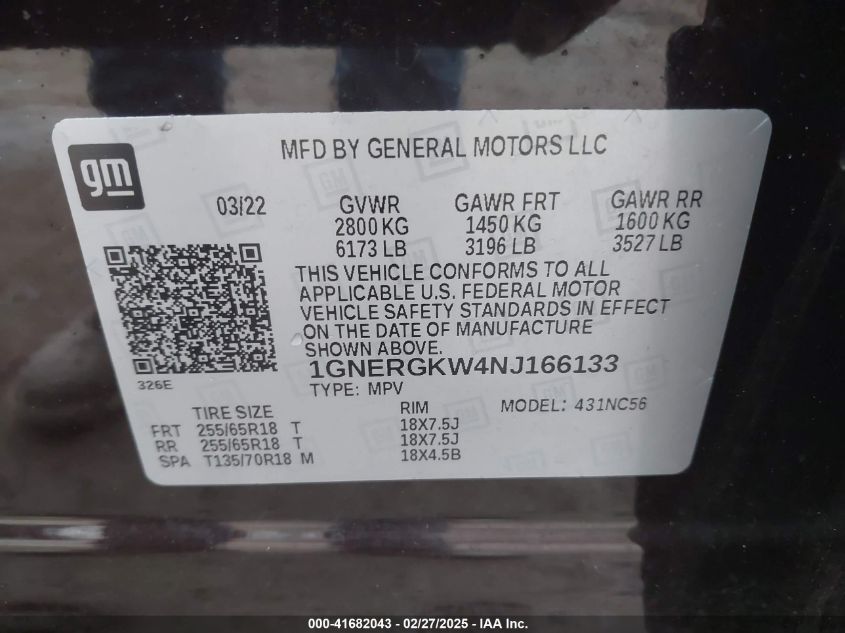 MFD BY GENERAL MOTORS LLC
gm
03/22 GVWR GAWR FRT GAWR RR
2800 KG 1450 KG 1600 KG
6173 LB 3196 LB 3527 LB
THIS VEHICLE CONFORMS TO ALL
APPLICABLE U.S. FEDERAL MOTOR
VEHICLE SAFETY STANDARDS IN EFFECT
ON THE DATE OF MANUFACTURE
SHOWN ABOVE.
1GNERGKW4NJ166133
326E
TYPE: MPV
TIRE SIZE RIM MODEL: 431NC56
FRT 255/65R18 T 18X7.5J
RR 255/65R18 T 18X7.5J
SPA T135/70R18 M 18X4.5B
000-41682043 - 02/27/2025 - IAA, Inc.